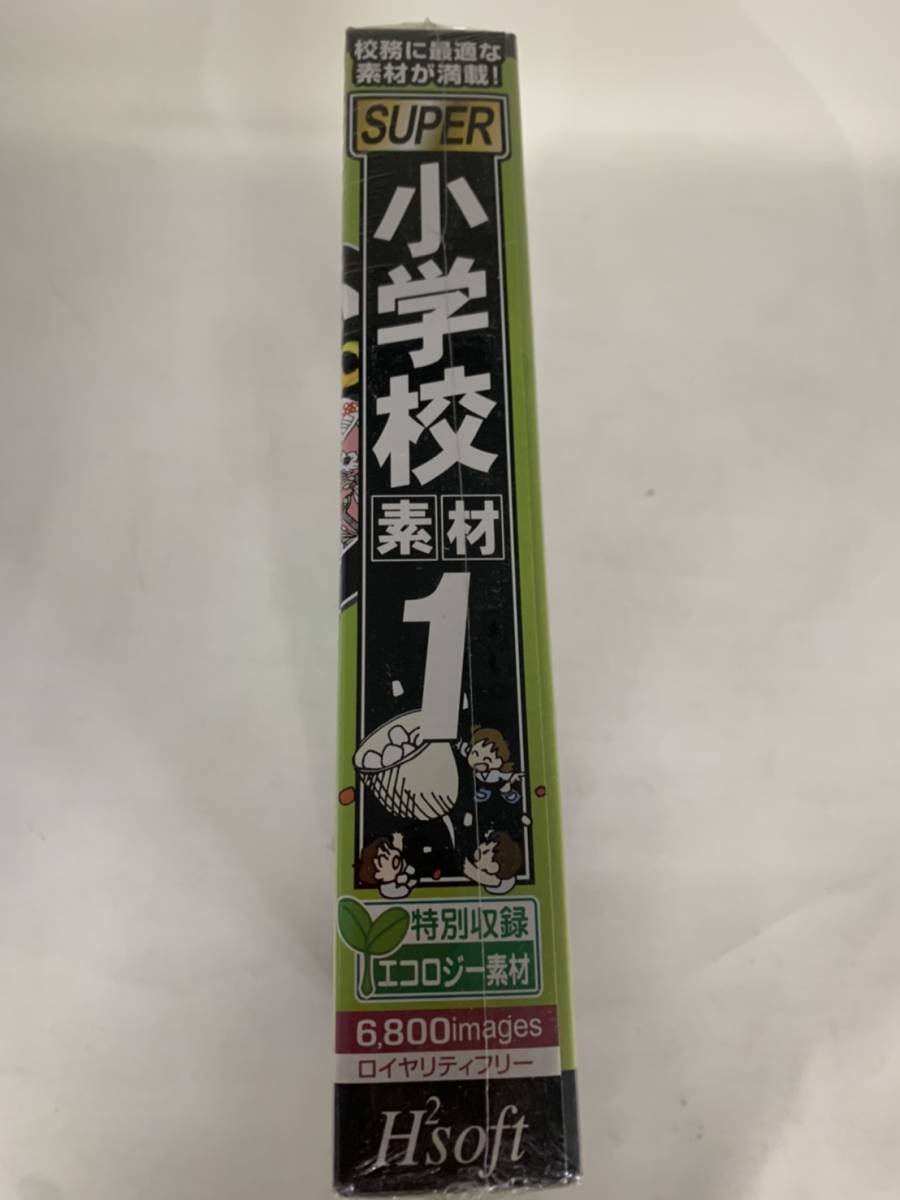 校務に最適な
素材が満載!
SUPER
小学校
素材
1
特別収録
エコロジー素材
6,800images
ロイヤリティフリー
H²soft